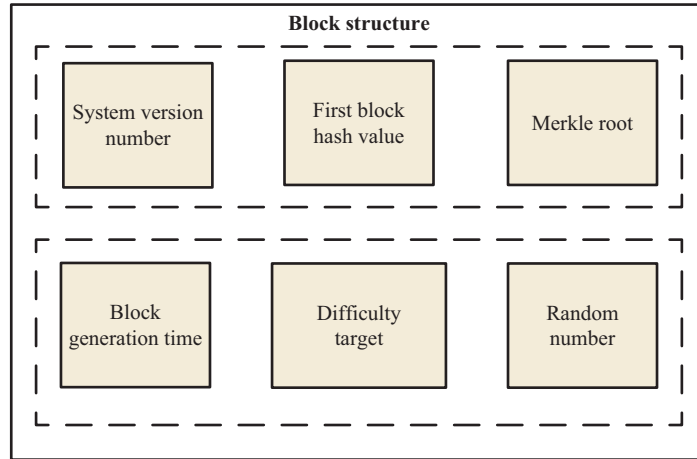 Block structure
System version
number
First block
hash value
Merkle root
Block
generation time
Difficulty
target
Random
number